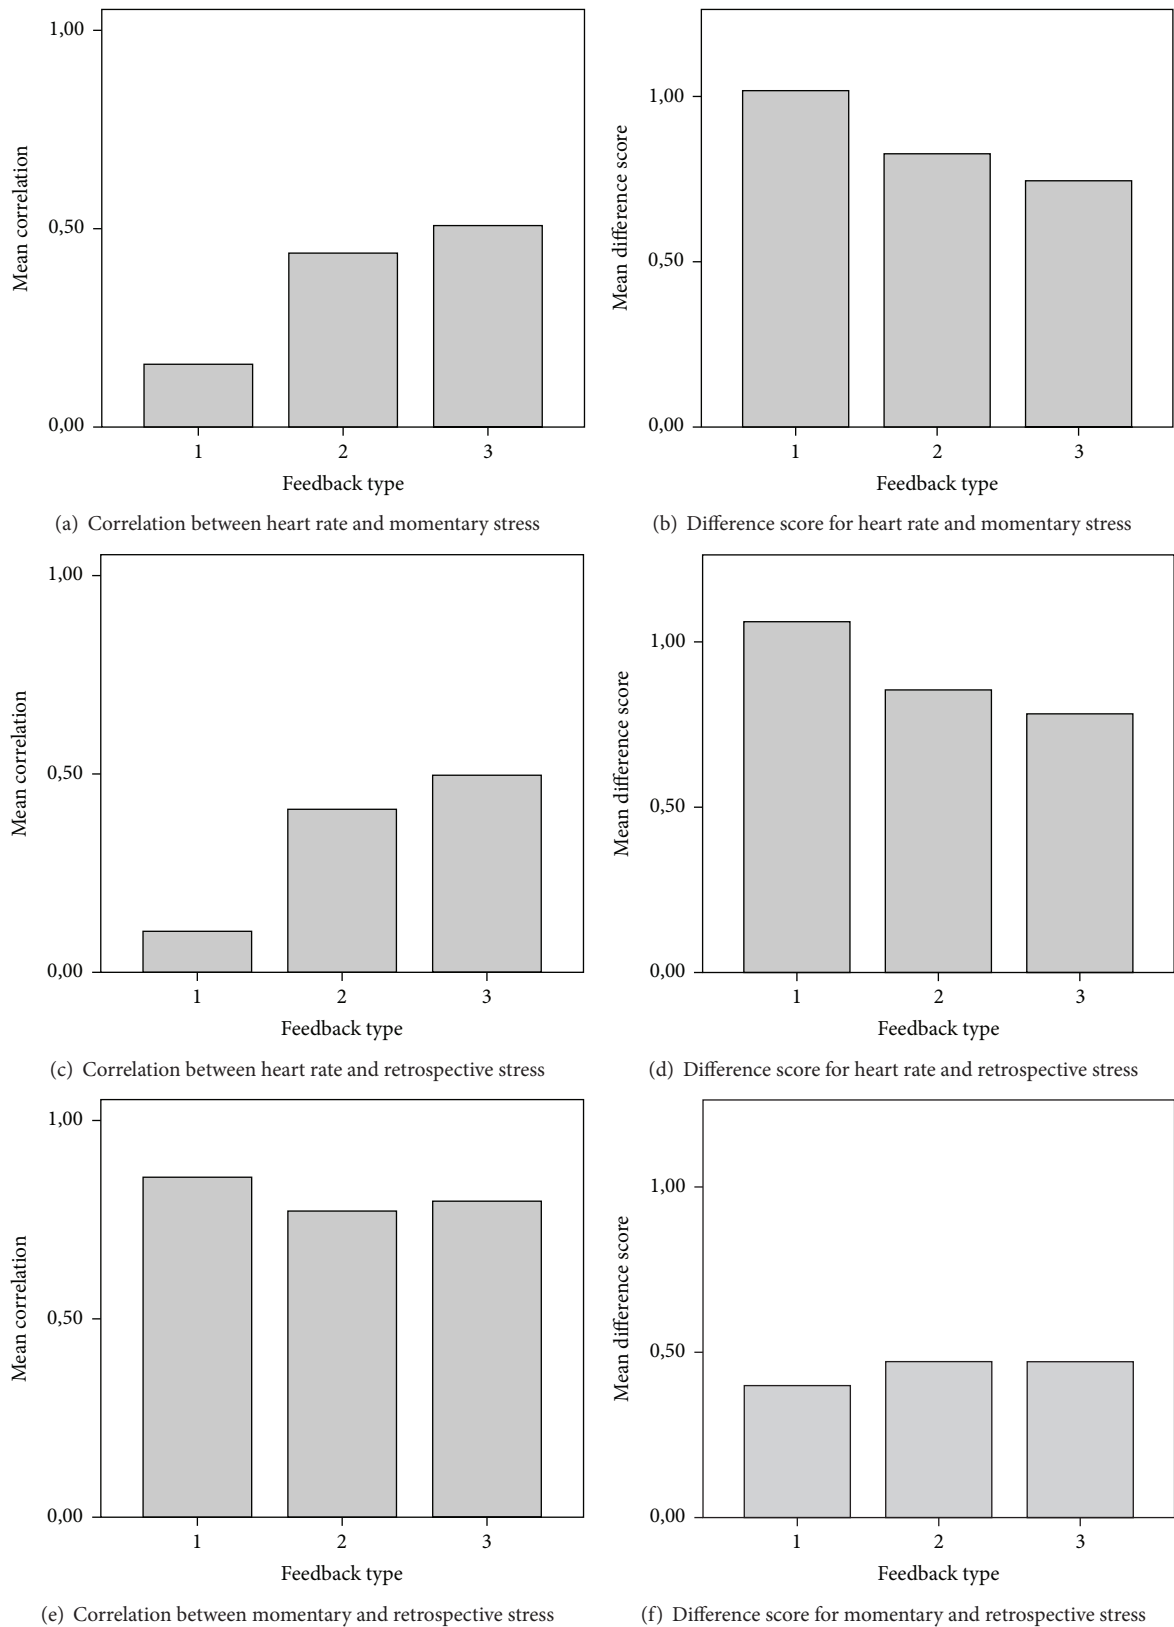 1,00
0,50
0,00
Mean correlation
1
2
3
Feedback type
(a) Correlation between heart rate and momentary stress
1,00
0,50
0,00
Mean difference score
1
2
3
Feedback type
(b) Difference score for heart rate and momentary stress
1,00
0,50
0,00
Mean correlation
1
2
3
Feedback type
(c) Correlation between heart rate and retrospective stress
1,00
0,50
0,00
Mean difference score
1
2
3
Feedback type
(d) Difference score for heart rate and retrospective stress
1,00
0,50
0,00
Mean correlation
1
2
3
Feedback type
(e) Correlation between momentary and retrospective stress
1,00
0,50
0,00
Mean difference score
1
2
3
Feedback type
(f) Difference score for momentary and retrospective stress